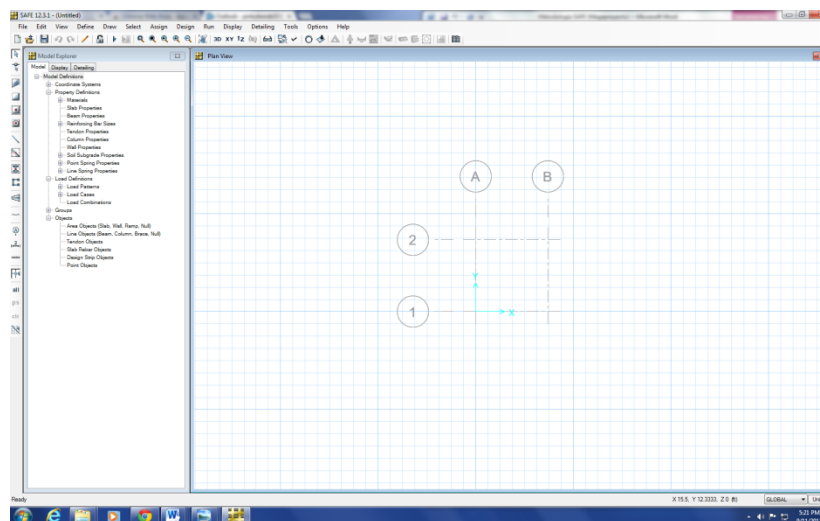 SAFE 12.3.1 - (Untitled)
File Edit View Define Draw Select Assign Design Run Display Detailing Tools Options Help
3D XY
Model Explorer
Model Display Detailing
Model Definitions
Coordinate Systems
Property Definitions
Materials
Slab Properties
Beam Properties
Reinforcing Bar Sizes
Tendon Properties
Column Properties
Wall Properties
Soil Subgrade Properties
Point Spring Properties
Line Spring Properties
Load Definitions
Load Patterns
Load Cases
Load Combinations
Groups
Objects
Area Objects (Slab, Wall, Ramp, Null)
Line Objects (Beam, Column, Brace, Null)
Tendon Objects
Slab Rebar Objects
Design Strip Objects
Point Objects
all
Plan View
A B
2
Y
1
X
Ready
X 15.5, Y 12.3333, Z 0 (ft)
GLOBAL
5:21 PM